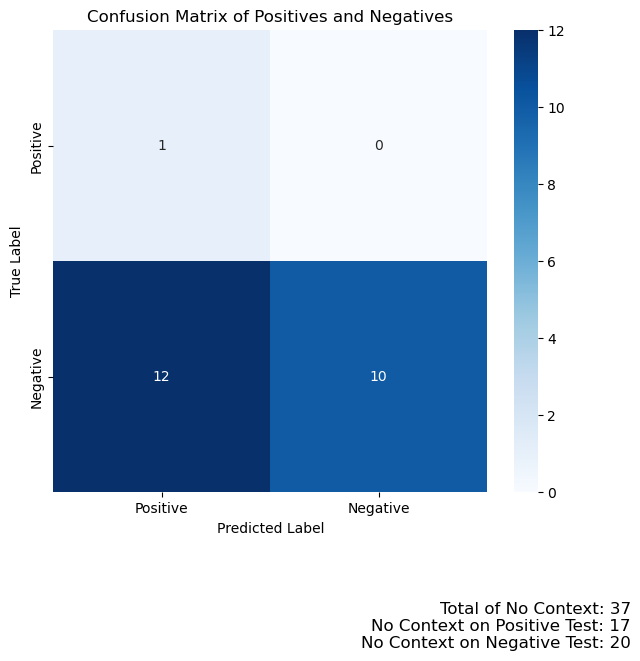 Confusion Matrix of Positives and Negatives
12
10
8
6
4
2
0
True Label
Positive
Negative
1
0
12
10
Positive
Negative
Predicted Label
Total of No Context: 37
No Context on Positive Test: 17
No Context on Negative Test: 20